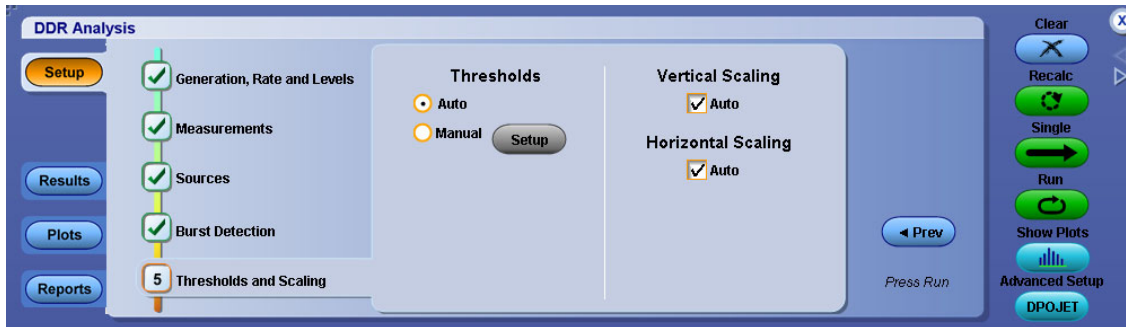 DDR Analysis
Setup
Results
Plots
Reports
Generation, Rate and Levels
Measurements
Sources
Burst Detection
5 Thresholds and Scaling
Thresholds
Auto
Manual
Setup
Vertical Scaling
Auto
Horizontal Scaling
Auto
◄ Prev
Press Run
Clear
X
Recalc
Single
Run
Show Plots
Advanced Setup
DPOJET